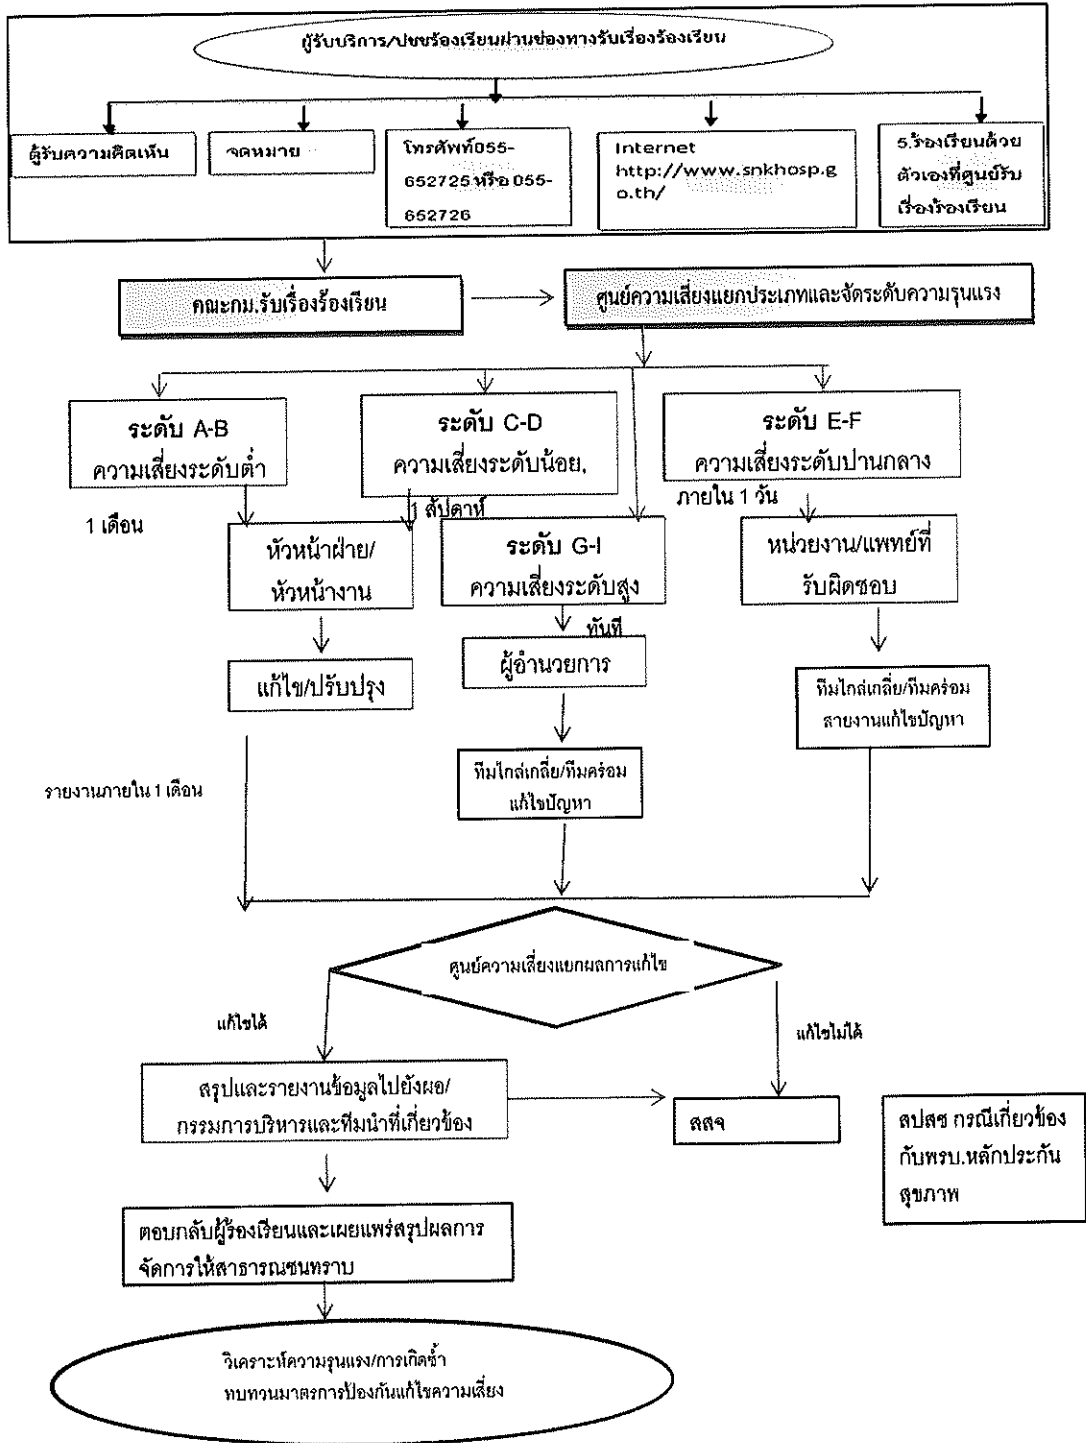 ผู้รับบริการ/ปชชร้องเรียนผ่านช่องทางรับเรื่องร้องเรียน
ตู้รับความคิดเห็น
จดหมาย
โทรศัพท์055-
652725 หรือ 055-
652726
Internet
http://www.snkhosp.g
o.th/
5.ร้องเรียนด้วย
ตัวเองที่ศูนย์รับ
เรื่องร้องเรียน
คณะกม.รับเรื่องร้องเรียน
ศูนย์ความเสี่ยงแยกประเภทและจัดระดับความรุนแรง
ระดับ A-B
ความเสี่ยงระดับต่ำ
ระดับ C-D
ความเสี่ยงระดับน้อย.
ระดับ E-F
ความเสี่ยงระดับปานกลาง
1 เดือน
1 สัปดาห์
ภายใน 1 วัน
หัวหน้าฝ่าย/
หัวหน้างาน
ระดับ G-I
ความเสี่ยงระดับสูง
หน่วยงาน/แพทย์ที่
รับผิดชอบ
ทันที
แก้ไข/ปรับปรุง
ผู้อำนวยการ
ทีมไกล่เกลี่ย/ทีมคร่อม
สายงานแก้ไขปัญหา
รายงานภายใน 1 เดือน
ทีมไกล่เกลี่ย/ทีมคร่อม
แก้ไขปัญหา
ศูนย์ความเสี่ยงแยกผลการแก้ไข
แก้ไขได้
แก้ไขไม่ได้
สรุปและรายงานข้อมูลไปยังผอ/
กรรมการบริหารและทีมนำที่เกี่ยวข้อง
สสจ
สปสช กรณีเกี่ยวข้อง
กับพรบ.หลักประกัน
สุขภาพ
ตอบกลับผู้ร้องเรียนและเผยแพร่สรุปผลการ
จัดการให้สาธารณชนทราบ
วิเคราะห์ความรุนแรง/การเกิดซ้ำ
ทบทวนมาตรการป้องกันแก้ไขความเสี่ยง